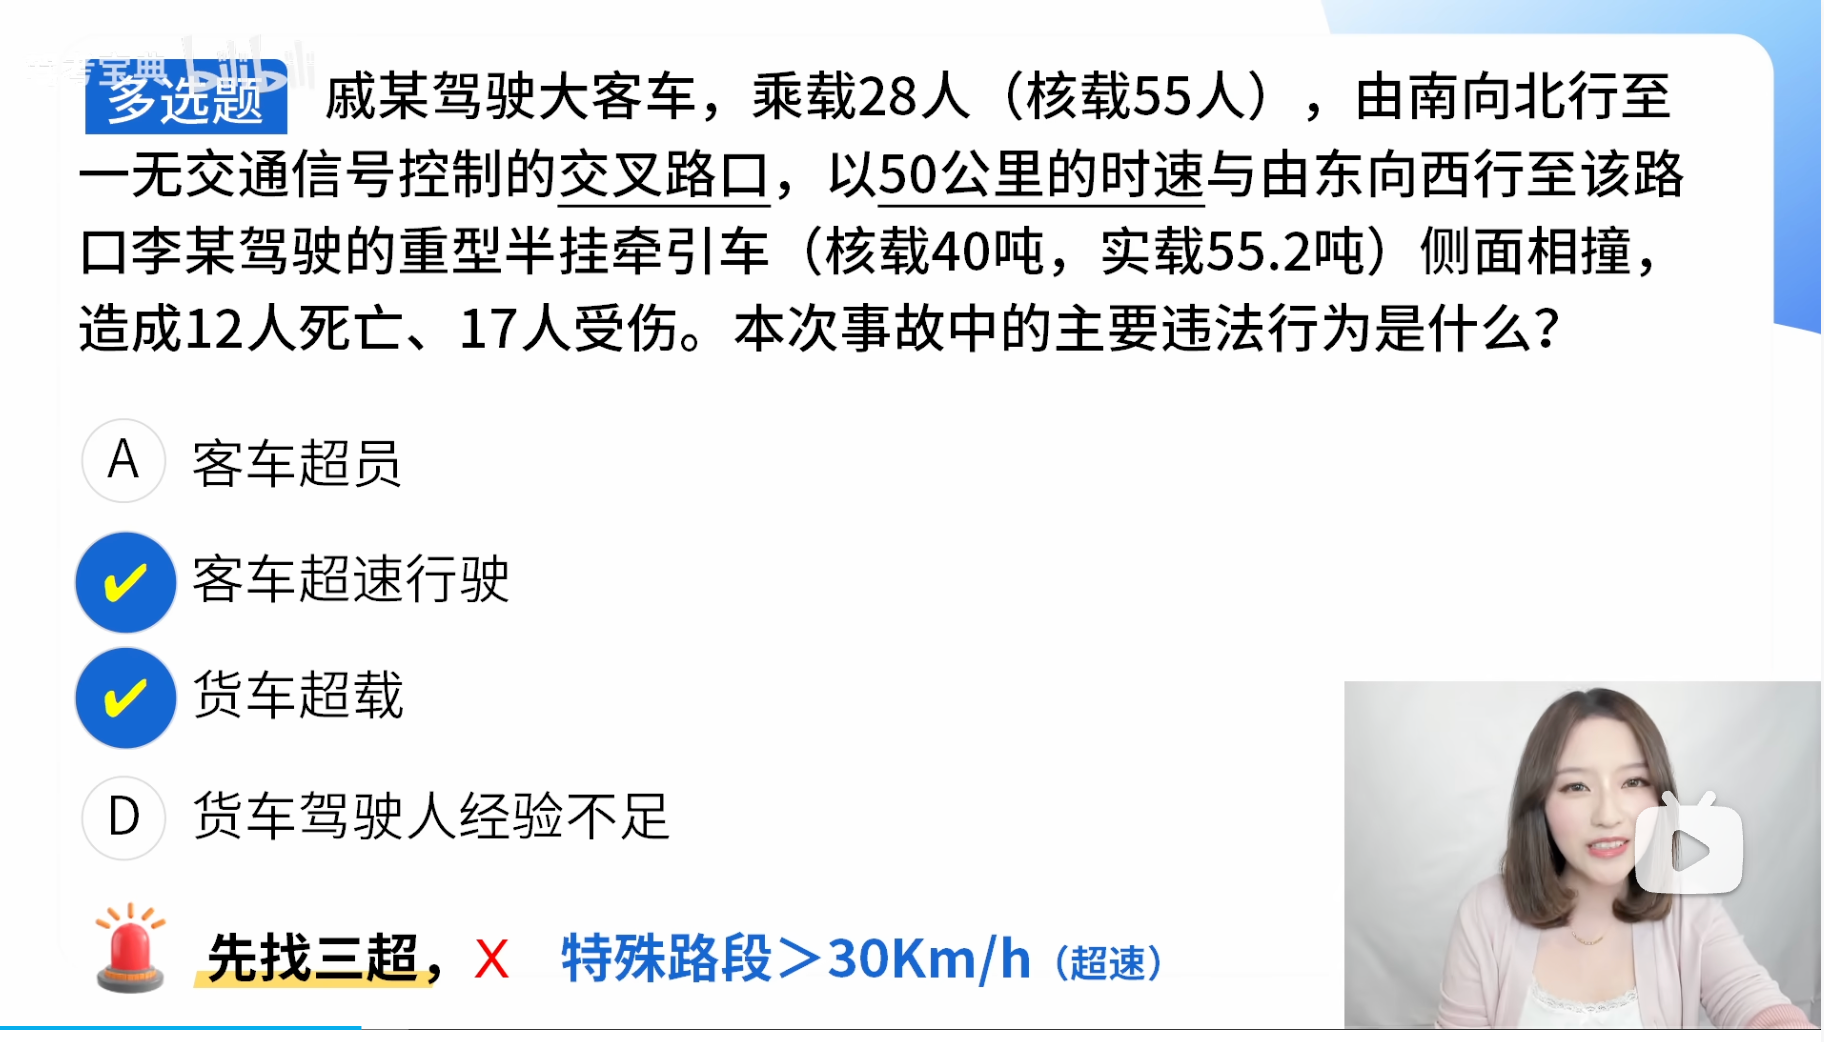 考宝典 bilibili
多选题 戚某驾驶大客车，乘载28人（核载55人），由南向北行至
一无交通信号控制的交叉路口，以50公里的时速与由东向西行至该路
口李某驾驶的重型半挂牵引车（核载40吨，实载55.2吨）侧面相撞，
造成12人死亡、17人受伤。本次事故中的主要违法行为是什么？
A 客车超员
客车超速行驶
货车超载
D 货车驾驶人经验不足
先找三超，X 特殊路段＞30Km/h（超速）